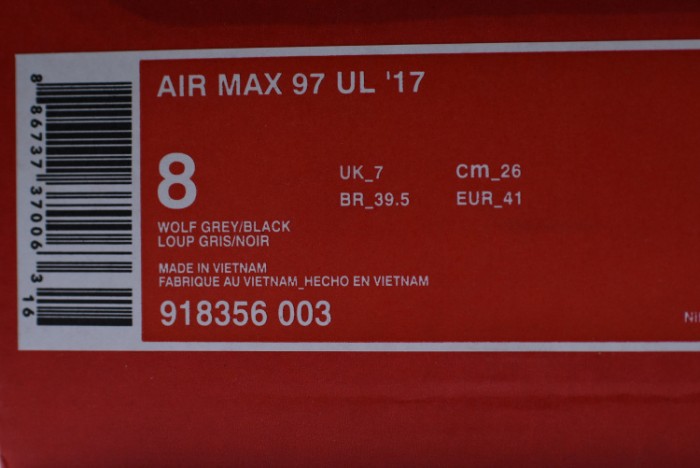 AIR MAX 97 UL '17
8
UK_7 Cm_26
BR_39.5 EUR_41
WOLF GREY/BLACK
LOUP GRIS/NOIR
MADE IN VIETNAM
FABRIQUE AU VIETNAM_HECHO EN VIETNAM
918356 003
8 86737 37006 3 16